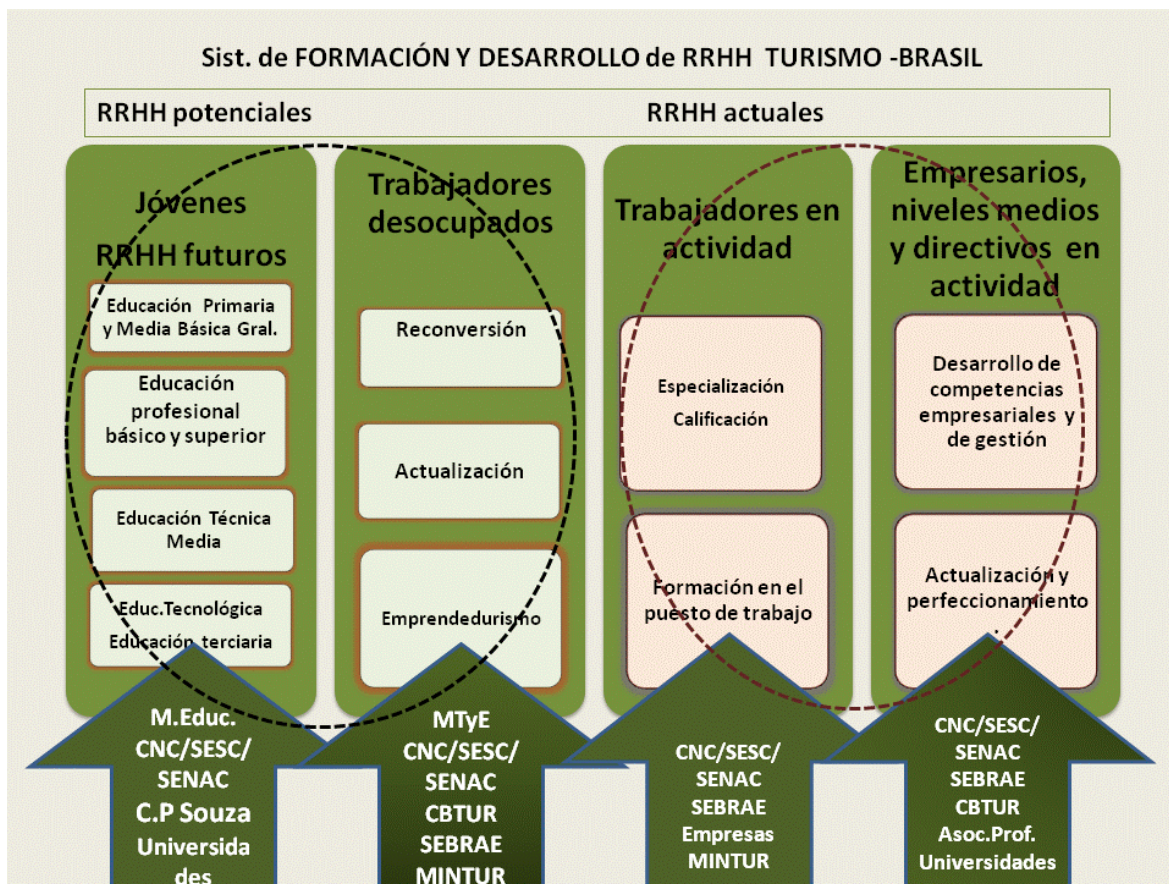 Sist. de FORMACIÓN Y DESARROLLO de RRHH TURISMO -BRASIL
RRHH potenciales
RRHH actuales
Jóvenes
RRHH futuros
Educación Primaria
y Media Básica Gral.
Educación
profesional
básico y superior
Educación Técnica
Media
Educ.Tecnológica
Educación terciaria
M.Educ.
CNC/SESC/
SENAC
C.P Souza
Universida
des
Trabajadores
desocupados
Reconversión
Actualización
Emprendedurismo
MTyE
CNC/SESC/
SENAC
CBTUR
SEBRAE
MINTUR
Trabajadores en
actividad
Especialización
Calificación
Formación en el
puesto de trabajo
CNC/SESC/
SENAC
SEBRAE
Empresas
MINTUR
Empresarios,
niveles medios
y directivos en
actividad
Desarrollo de
competencias
empresariales y
de gestión
Actualización y
perfeccionamiento
.
CNC/SESC/
SENAC
SEBRAE
CBTUR
Asoc.Prof.
Universidades